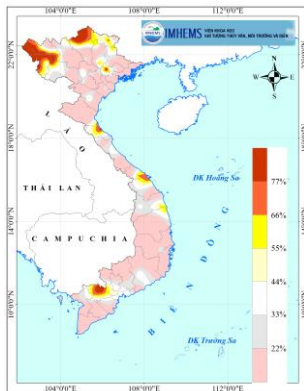 104°0'0"E 108°0'0"E 112°0'0"E
IMHEMS
VIỆN KHOA HỌC
KHÍ TƯỢNG THỦY VĂN, MÔI TRƯỜNG VÀ BIỂN
22°0'0"N
N
W E
S
18°0'0"N
LÀO
THÁI LAN
ĐK Hoàng Sa
77%
66%
14°0'0"N
CAMPUCHIA
55%
44%
BIỂN ĐÔNG
33%
10°0'0"N
22%
ĐK Trường Sa
104°0'0"E 108°0'0"E 112°0'0"E